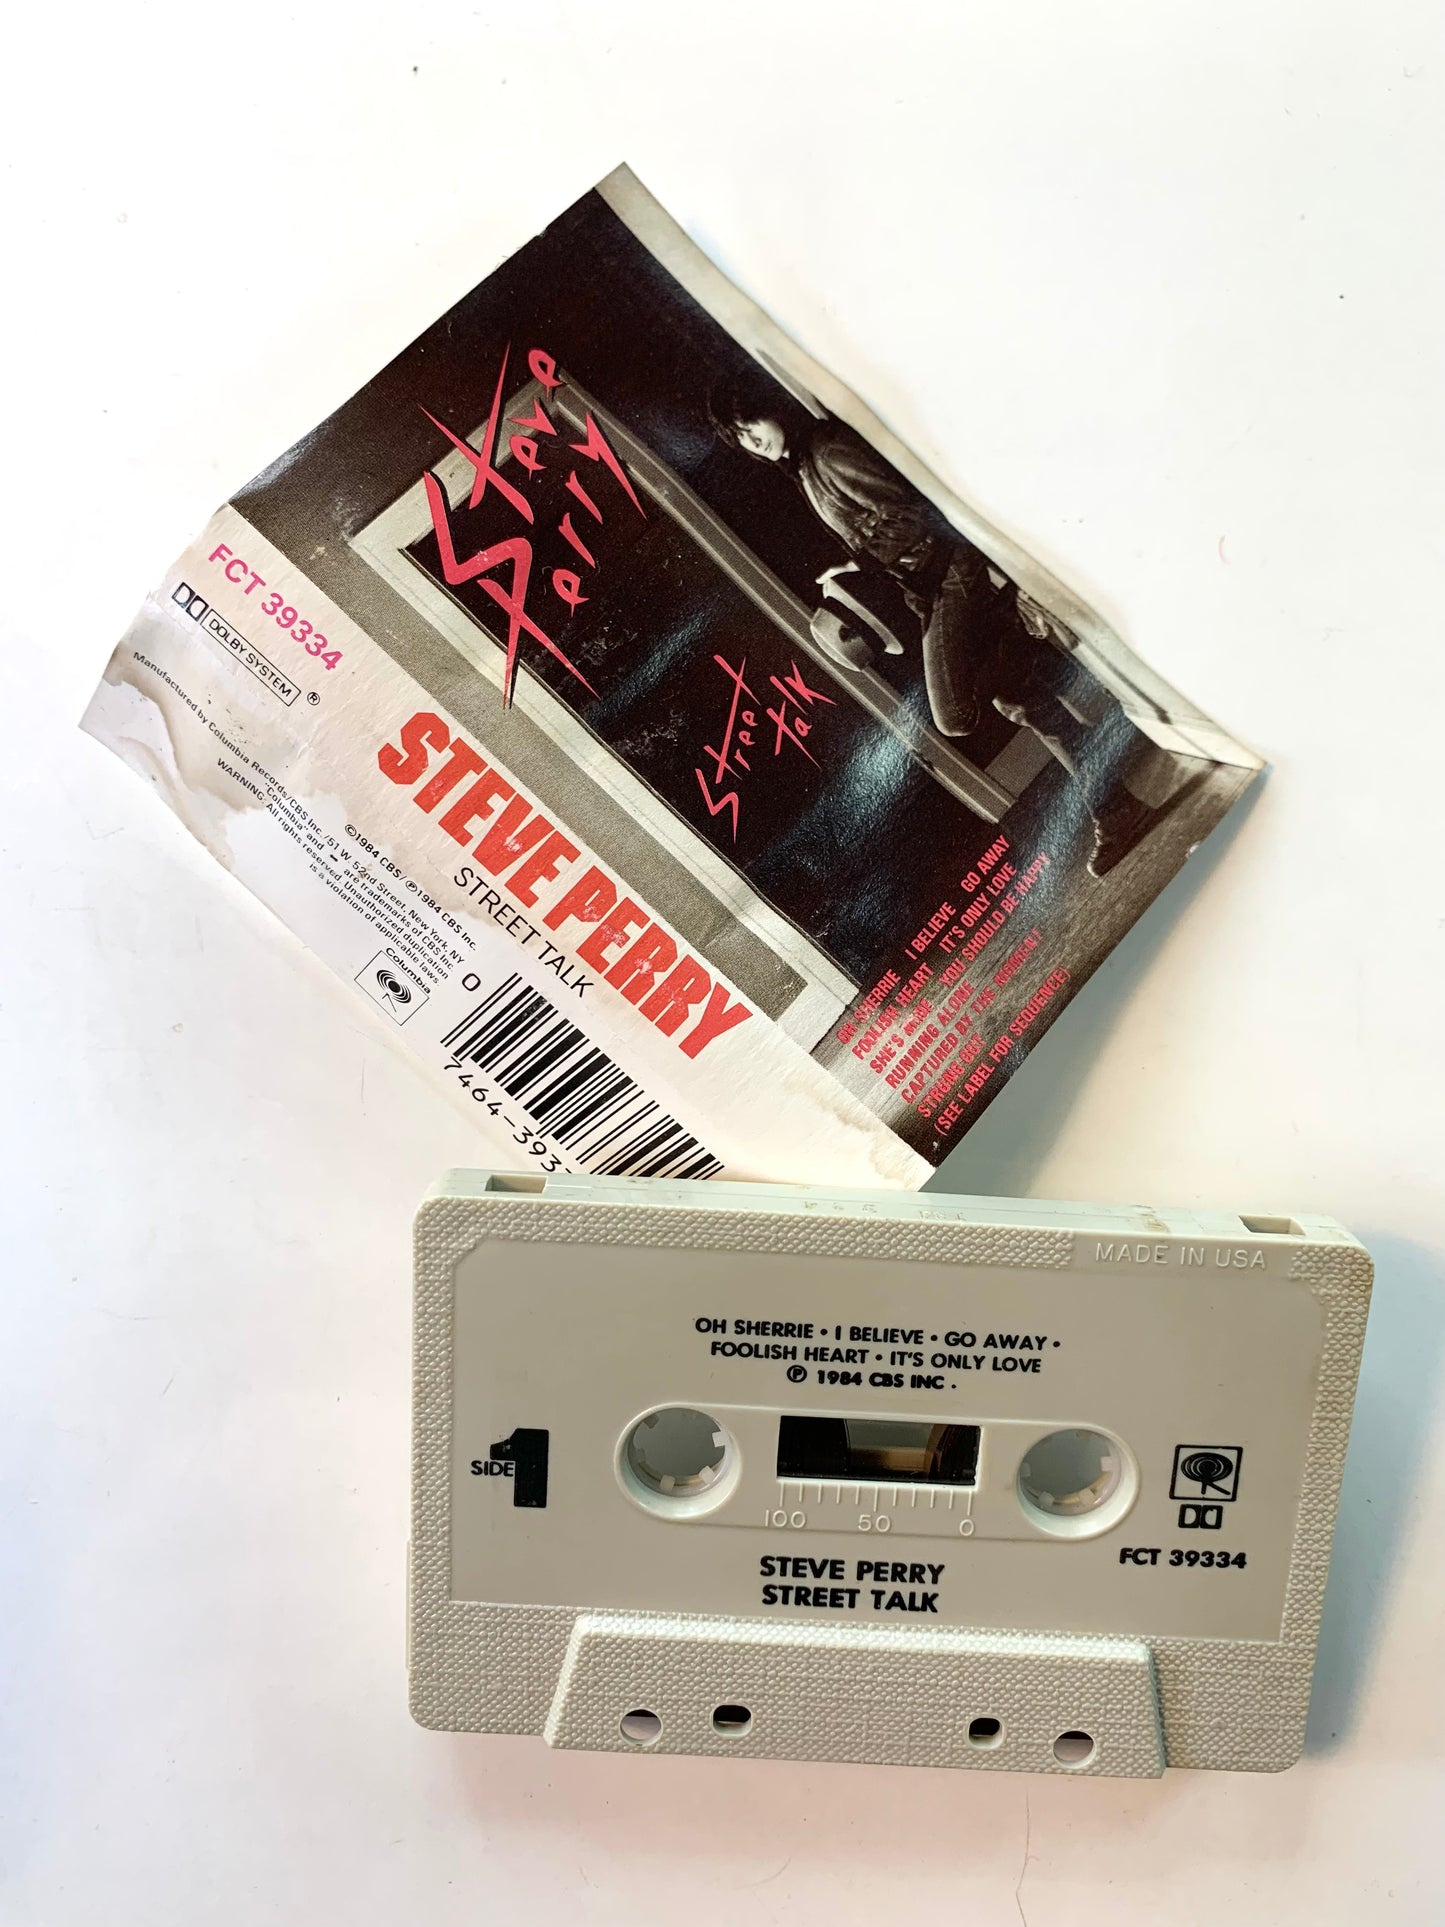 Steve
Perry
Street
Talk
OH SHERRIE   I BELIEVE   GO AWAY
FOOLISH HEART   IT'S ONLY LOVE
SHE'S MINE   YOU SHOULD BE HAPPY
RUNNING ALONE
CAPTURED BY THE MOMENT
STRUNG OUT
(SEE LABEL FOR SEQUENCE)
FCT 39334
DOLBY SYSTEM ®
STEVE PERRY
STREET TALK
©1984 CBS/℗1984 CBS Inc.
Manufactured by Columbia Records/CBS Inc./51 W. 52nd Street, New York, NY
"Columbia" and are trademarks of CBS Inc.
WARNING: All rights reserved. Unauthorized duplication
is a violation of applicable laws.
Columbia
0
7464-393
MADE IN USA
OH SHERRIE • I BELIEVE • GO AWAY •
FOOLISH HEART • IT'S ONLY LOVE
℗ 1984 CBS INC .
SIDE 1
100 50 0
FCT 39334
STEVE PERRY
STREET TALK